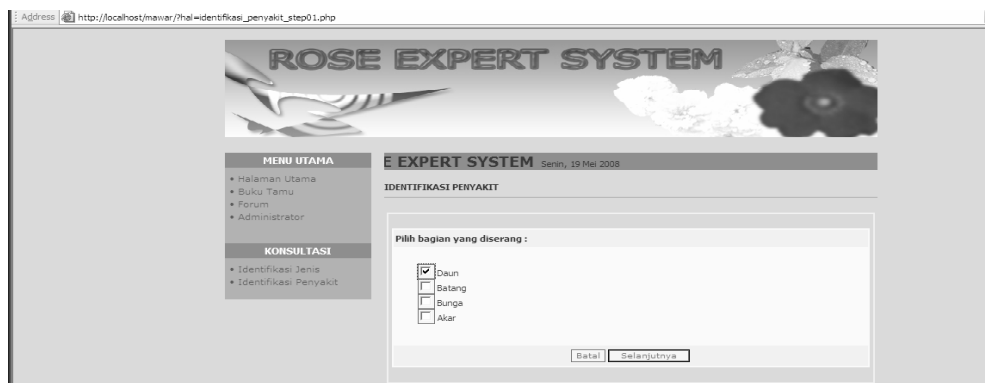 Address http://localhost/mawar/?hal=identifikasi_penyakit_step01.php
ROSE EXPERT SYSTEM
MENU UTAMA
• Halaman Utama
• Buku Tamu
• Forum
• Administrator
KONSULTASI
• Identifikasi Jenis
• Identifikasi Penyakit
E EXPERT SYSTEM Senin, 19 Mei 2008
IDENTIFIKASI PENYAKIT
Pilih bagian yang diserang :
Daun
Batang
Bunga
Akar
Batal Selanjutnya